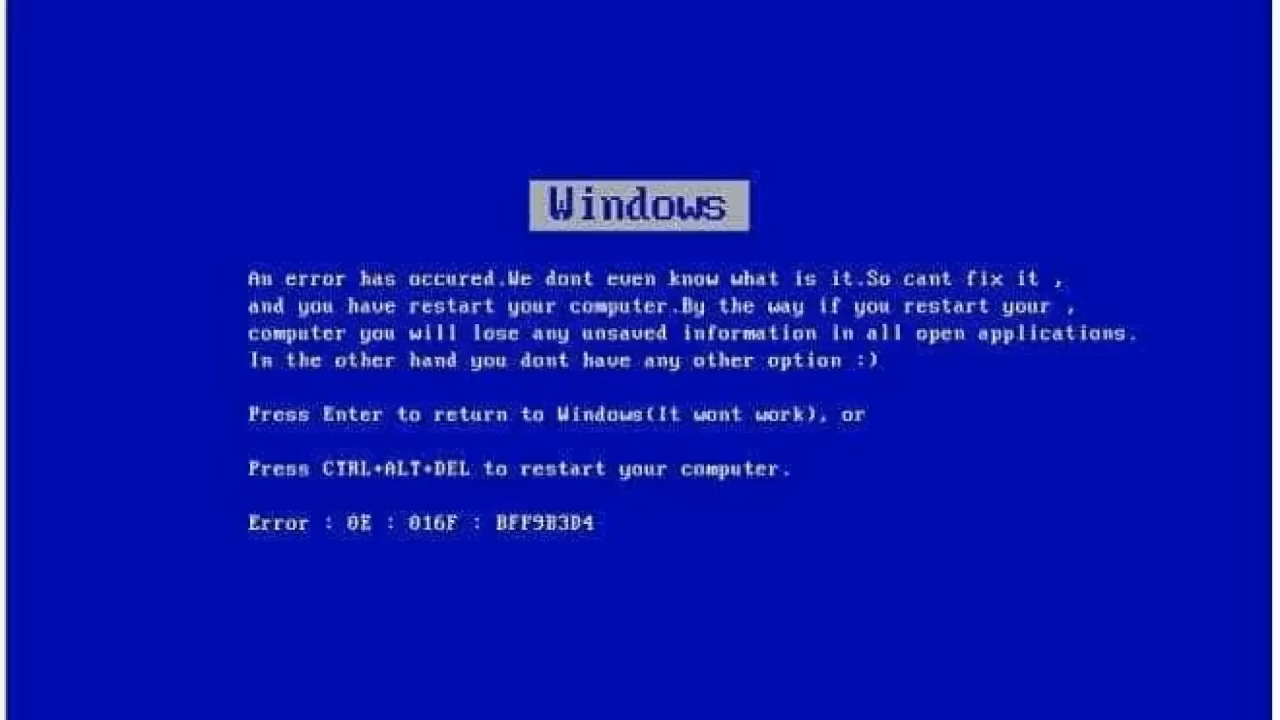 Windows
An error has occured.We dont even know what is it.So cant fix it ,
and you have restart your computer.By the way if you restart your ,
computer you will lose any unsaved information in all open applications.
In the other hand you dont have any other option :)
Press Enter to return to Windows(It wont work), or
Press CTRL+ALT+DEL to restart your computer.
Error : 0E : 016F : BFF9B3D4